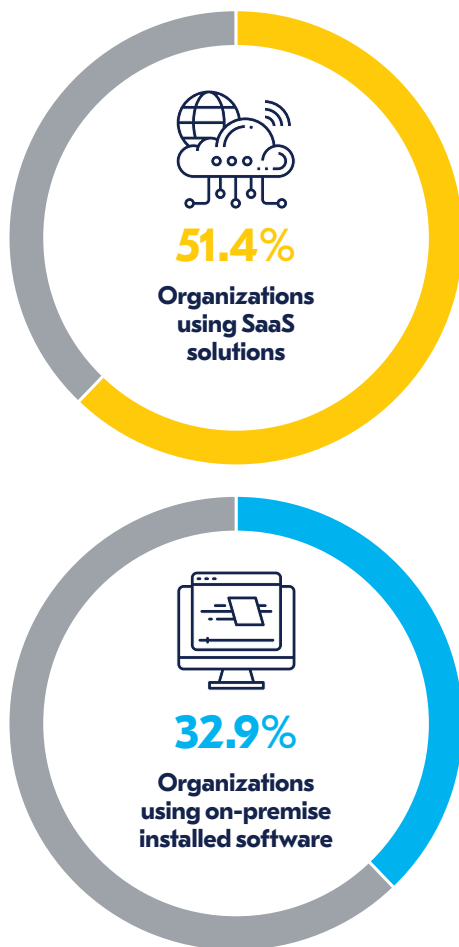 51.4%
Organizations
using SaaS
solutions
32.9%
Organizations
using on-premise
installed software